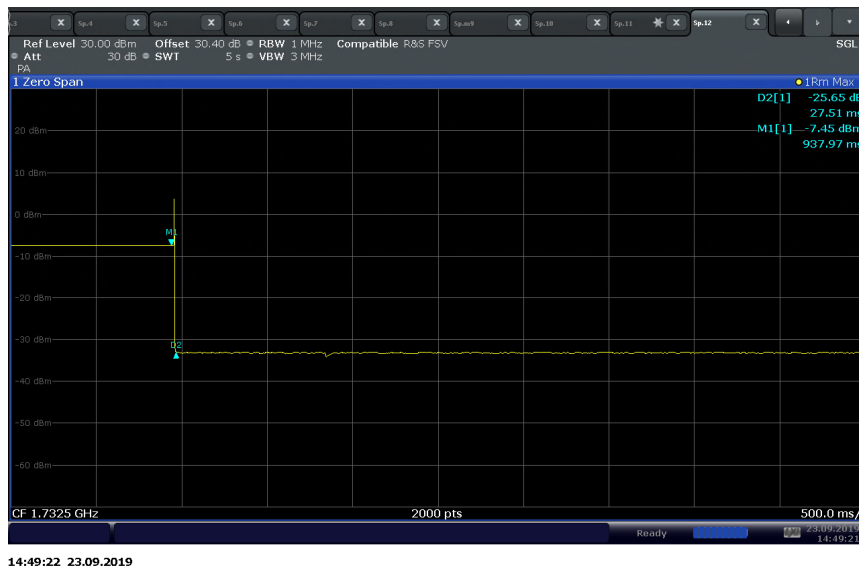 .3 X Sp.4 X Sp.5 X Sp.6 X Sp.7 X Sp.8 X Sp.m9 X Sp.10 X Sp.11 X Sp.12 X
Ref Level 30.00 dBm Offset 30.40 dB RBW 1 MHz Compatible R&S FSV SGL
Att 30 dB SWT 5 s VBW 3 MHz
PA
1 Zero Span 1Rm Max
D2[1] -25.65 dB
27.51 ms
20 dBm M1[1] -7.45 dBm
937.97 ms
10 dBm
0 dBm
M1
-10 dBm
-20 dBm
-30 dBm
D2
-40 dBm
-50 dBm
-60 dBm
CF 1.7325 GHz 2000 pts 500.0 ms/
Ready 23.09.2019
14:49:21
14:49:22 23.09.2019